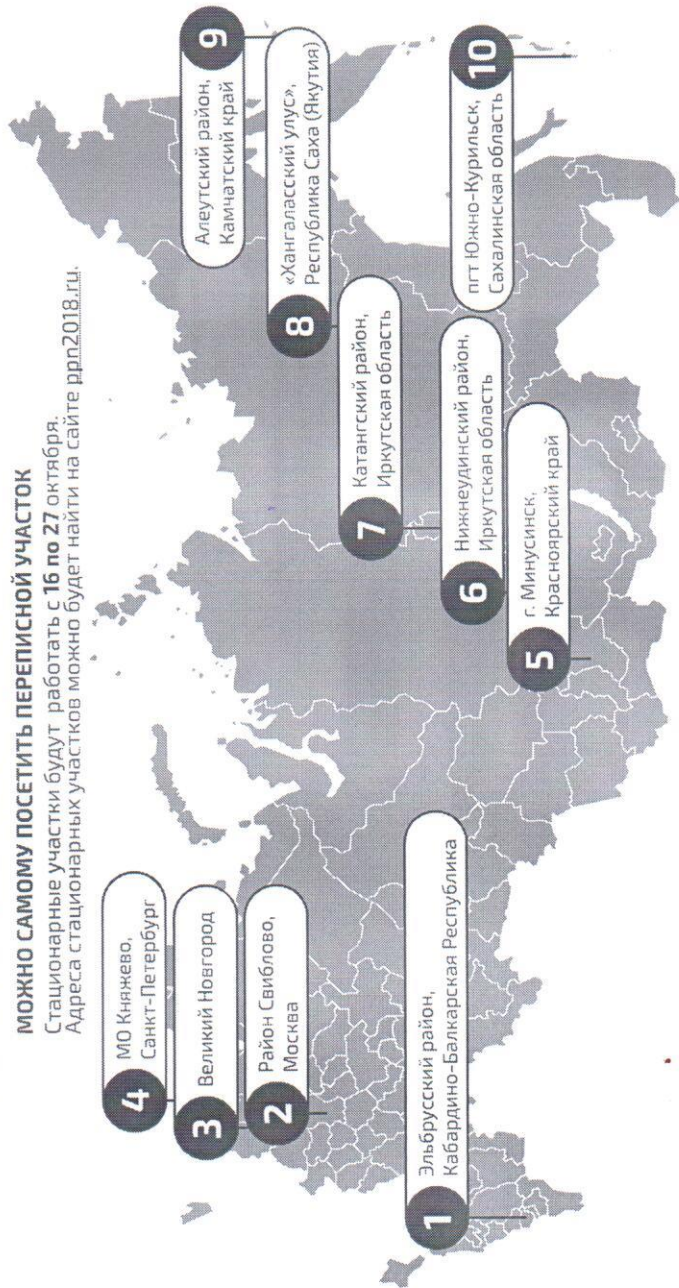 МОЖНО САМОМУ ПОСЕТИТЬ ПЕРЕПИСНОЙ УЧАСТОК
Стационарные участки будут работать с 16 по 27 октября.
Адреса стационарных участков можно будет найти на сайте ppn2018.ru.
4
МО Княжево,
Санкт-Петербург
3
Великий Новгород
2
Район Свиблово,
Москва
1
Эльбрусский район,
Кабардино-Балкарская Республика
9
Алеутский район,
Камчатский край
8
«Хангаласский улус»,
Республика Саха (Якутия)
7
Катангский район,
Иркутская область
6
Нижнеудинский район,
Иркутская область
5
г. Минусинск,
Красноярский край
10
пгт Южно-Курильск,
Сахалинская область